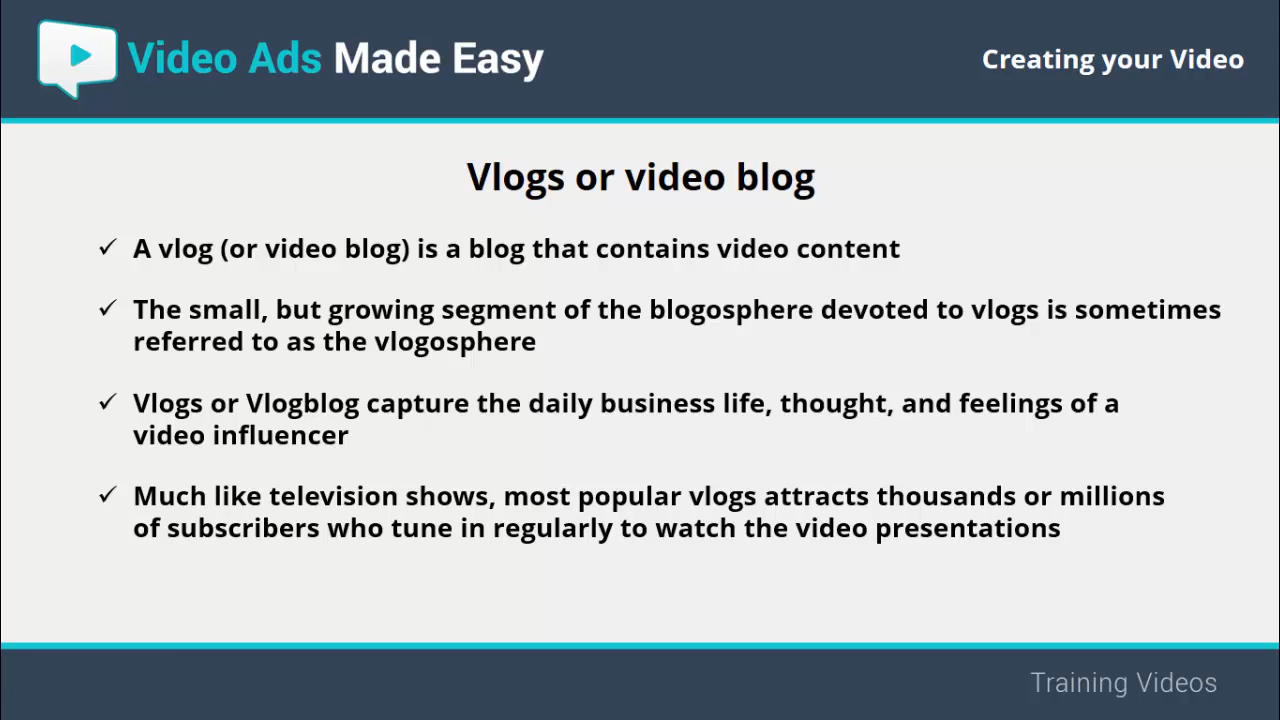 Video Ads Made Easy
Creating your Video
Vlogs or video blog
✓ A vlog (or video blog) is a blog that contains video content
✓ The small, but growing segment of the blogosphere devoted to vlogs is sometimes
referred to as the vlogosphere
✓ Vlogs or Vlogblog capture the daily business life, thought, and feelings of a
video influencer
✓ Much like television shows, most popular vlogs attracts thousands or millions
of subscribers who tune in regularly to watch the video presentations
Training Videos